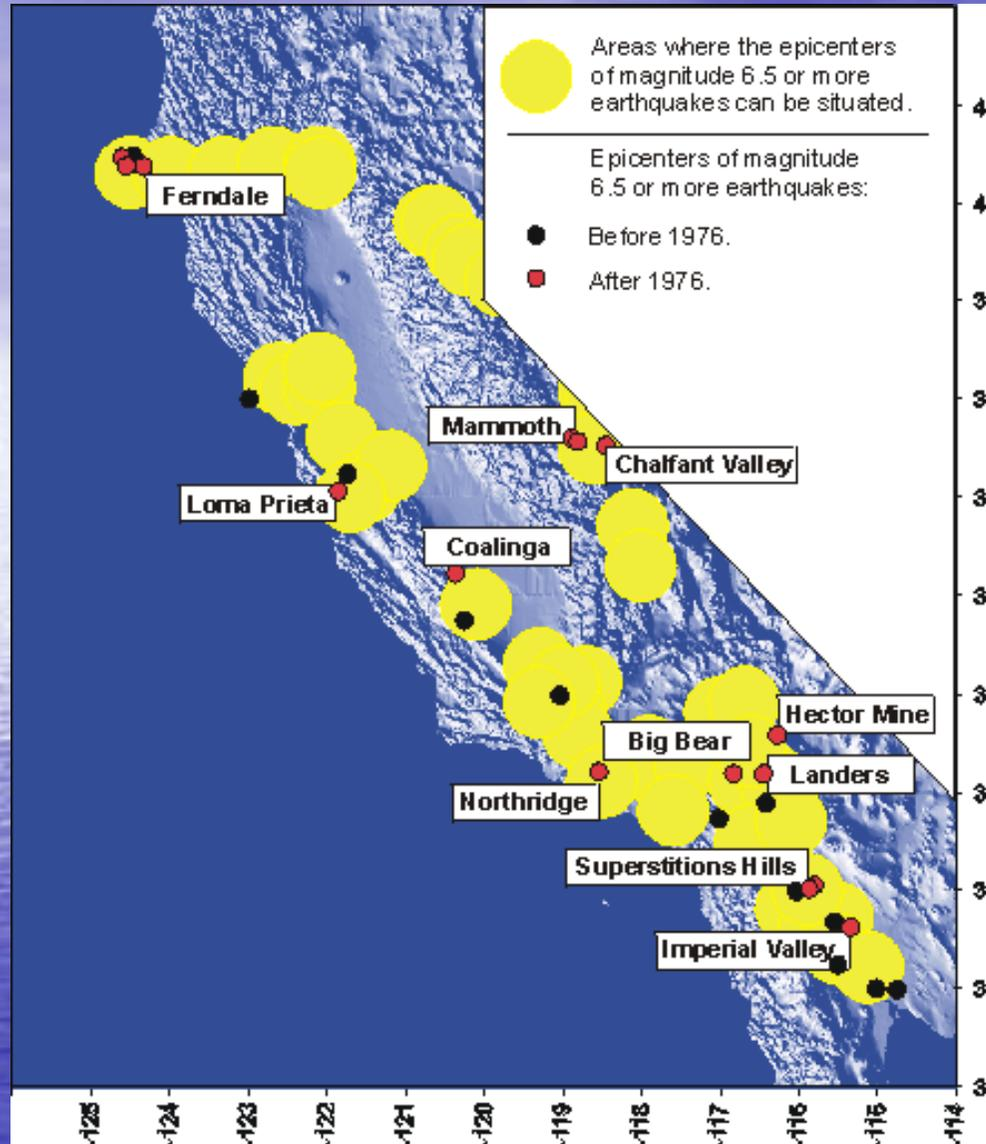 Areas where the epicenters
of magnitude 6.5 or more
earthquakes can be situated.
Epicenters of magnitude
6.5 or more earthquakes:
Before 1976.
After 1976.
Ferndale
Mammoth
Chalfant Valley
Loma Prieta
Coalinga
Hector Mine
Big Bear
Landers
Northridge
Superstitions Hills
Imperial Valley
-125
-124
-123
-122
-121
-120
-119
-118
-117
-116
-115
-114